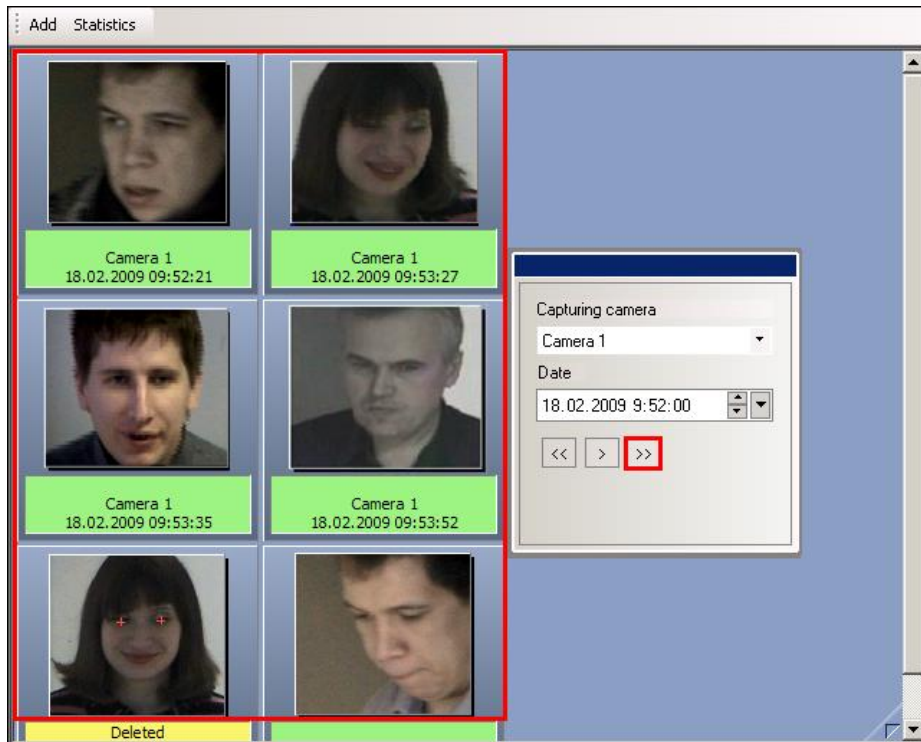 Add Statistics
Camera 1
18.02.2009 09:52:21
Camera 1
18.02.2009 09:53:27
Camera 1
18.02.2009 09:53:35
Camera 1
18.02.2009 09:53:52
Deleted
Capturing camera
Camera 1
Date
18.02.2009 9:52:00
<< > >>